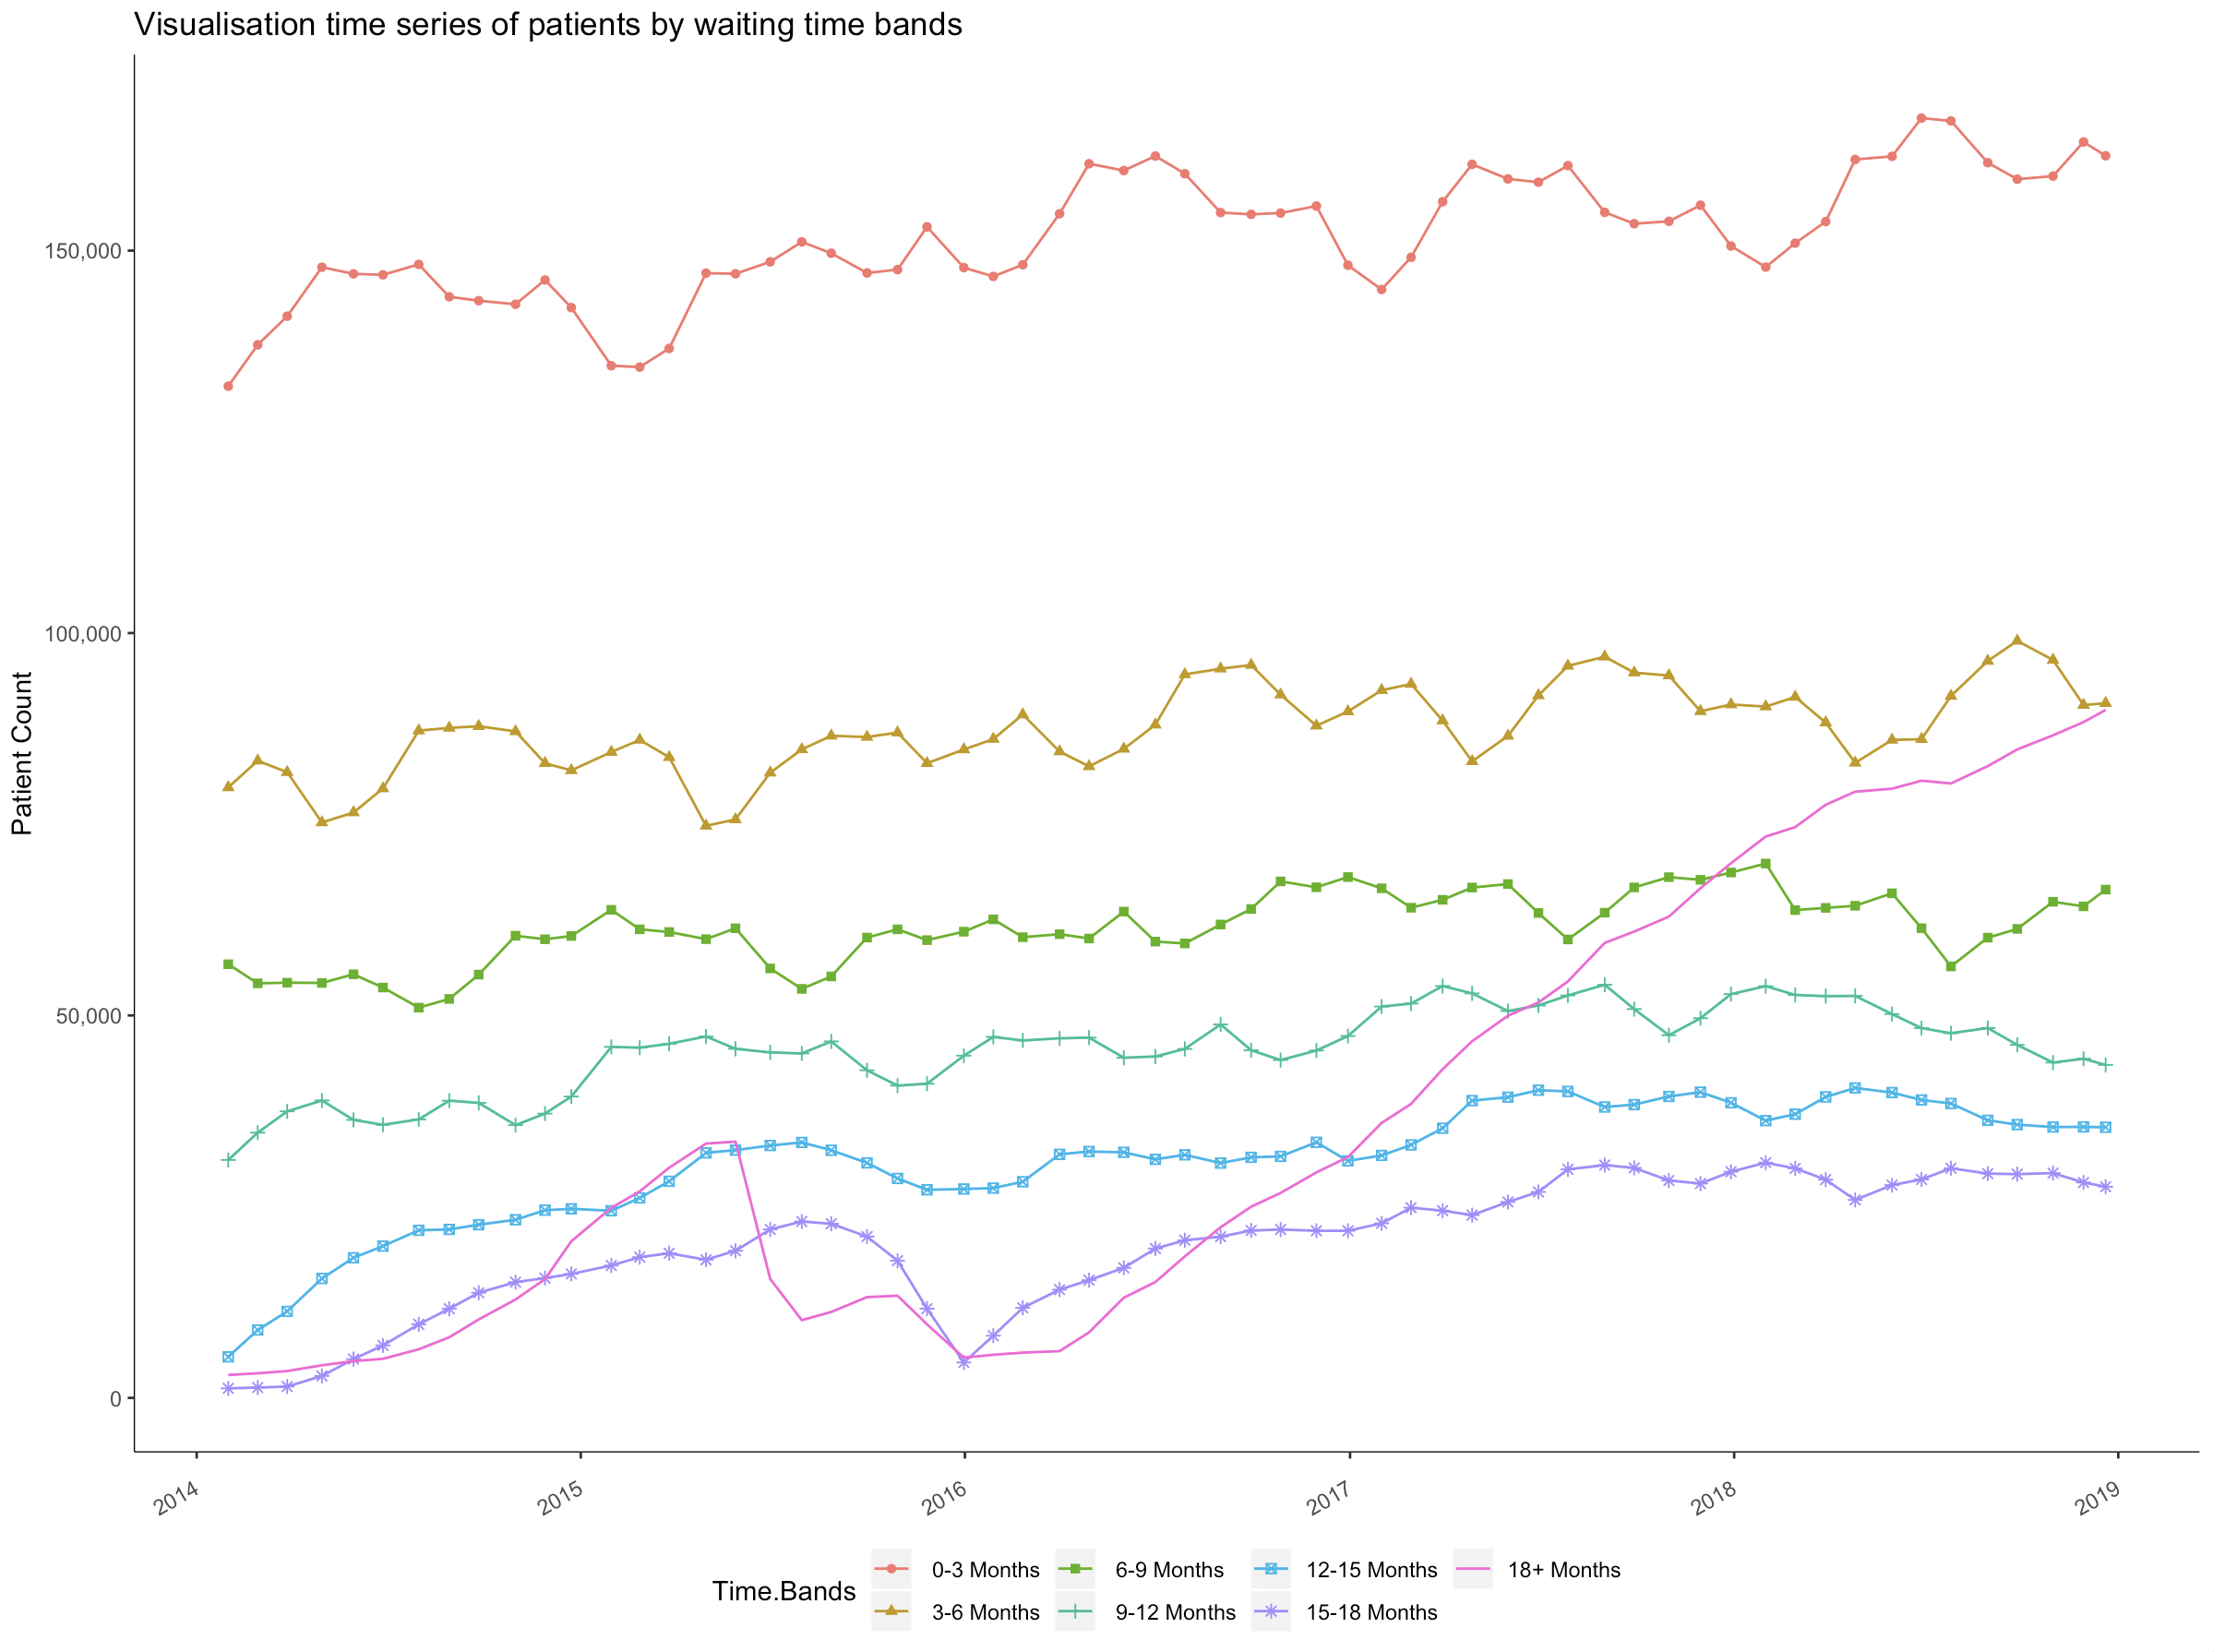 Visualisation time series of patients by waiting time bands
Patient Count
150,000
100,000
50,000
0
2014
2015
2016
2017
2018
2019
Time.Bands
0-3 Months
6-9 Months
12-15 Months
18+ Months
3-6 Months
9-12 Months
15-18 Months